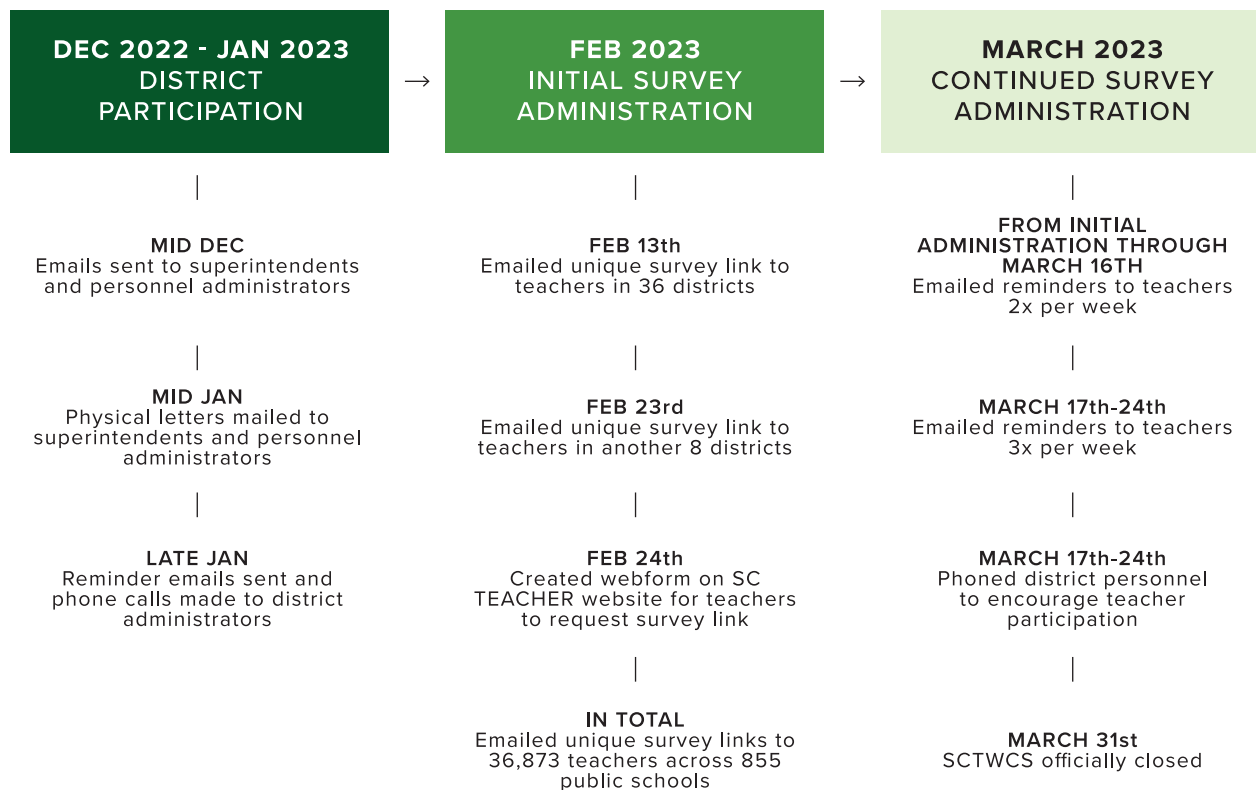 DEC 2022 - JAN 2023
DISTRICT
PARTICIPATION
→
FEB 2023
INITIAL SURVEY
ADMINISTRATION
→
MARCH 2023
CONTINUED SURVEY
ADMINISTRATION
MID DEC
Emails sent to superintendents
and personnel administrators
MID JAN
Physical letters mailed to
superintendents and personnel
administrators
LATE JAN
Reminder emails sent and
phone calls made to district
administrators
FEB 13th
Emailed unique survey link to
teachers in 36 districts
FEB 23rd
Emailed unique survey link to
teachers in another 8 districts
FEB 24th
Created webform on SC
TEACHER website for teachers
to request survey link
IN TOTAL
Emailed unique survey links to
36,873 teachers across 855
public schools
FROM INITIAL
ADMINISTRATION THROUGH
MARCH 16TH
Emailed reminders to teachers
2x per week
MARCH 17th-24th
Emailed reminders to teachers
3x per week
MARCH 17th-24th
Phoned district personnel
to encourage teacher
participation
MARCH 31st
SCTWCS officially closed